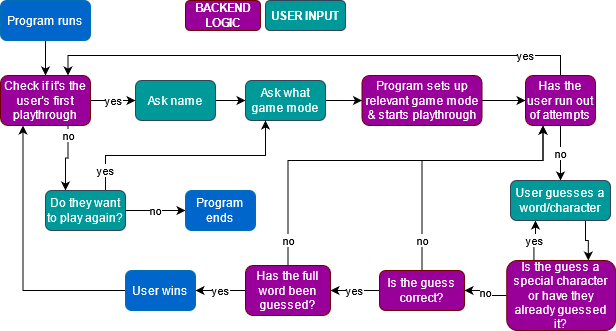 BACKEND
LOGIC
USER INPUT
Program runs
yes
Check if it's the
user's first
playthrough
yes
Ask name
Ask what
game mode
Program sets up
relevant game mode
& starts playthrough
Has the
user run out
of attempts
no
no
yes
Do they want
to play again?
no
Program
ends
User guesses a
word/character
no
no
yes
User wins
yes
Has the full
word been
guessed?
yes
Is the guess
correct?
no
Is the guess a
special character
or have they
already guessed
it?